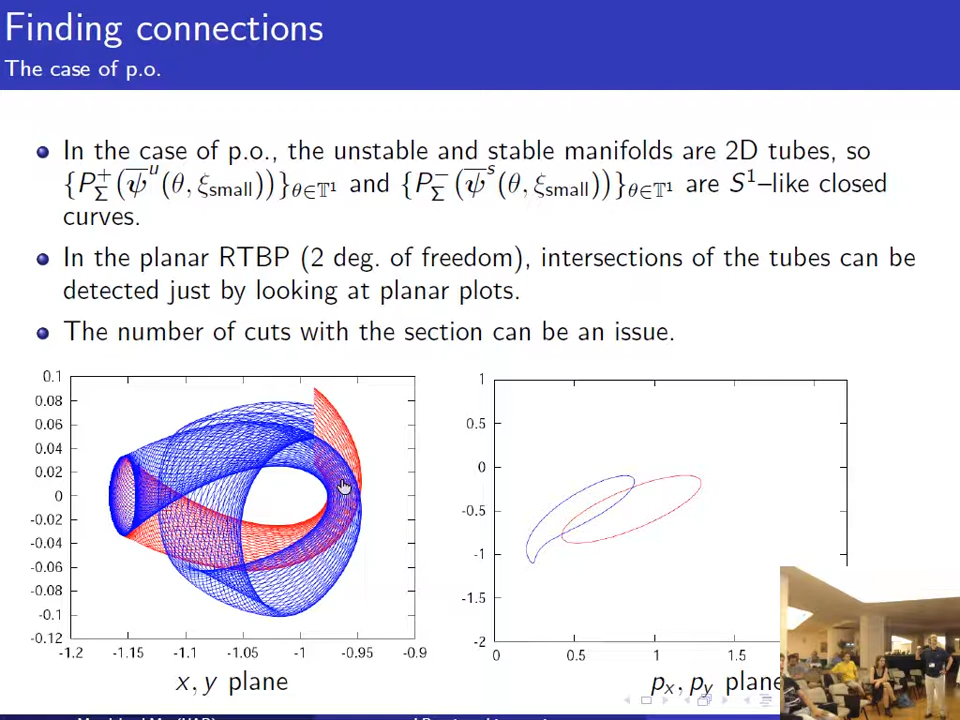 Finding connections
The case of p.o.
In the case of p.o., the unstable and stable manifolds are 2D tubes, so
{P_Σ^+(ψ̅^u(θ, ξ_small))}_{θ∈𝕋^1} and {P_Σ^−(ψ̅^s(θ, ξ_small))}_{θ∈𝕋^1} are S^1–like closed
curves.
In the planar RTBP (2 deg. of freedom), intersections of the tubes can be
detected just by looking at planar plots.
The number of cuts with the section can be an issue.
0.1
0.08
0.06
0.04
0.02
0
-0.02
-0.04
-0.06
-0.08
-0.1
-0.12
-1.2 -1.15 -1.1 -1.05 -1 -0.95 -0.9
x, y plane
1
0.5
0
-0.5
-1
-1.5
-2
0 0.5 1 1.5
p_x, p_y plane